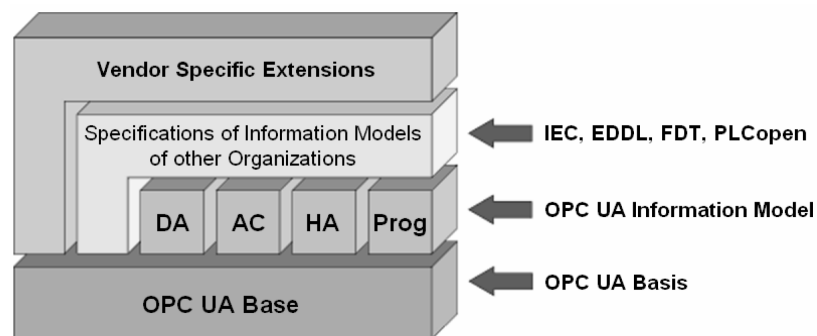 Vendor Specific Extensions
Specifications of Information Models
of other Organizations
IEC, EDDL, FDT, PLCopen
DA AC HA Prog
OPC UA Information Model
OPC UA Base
OPC UA Basis